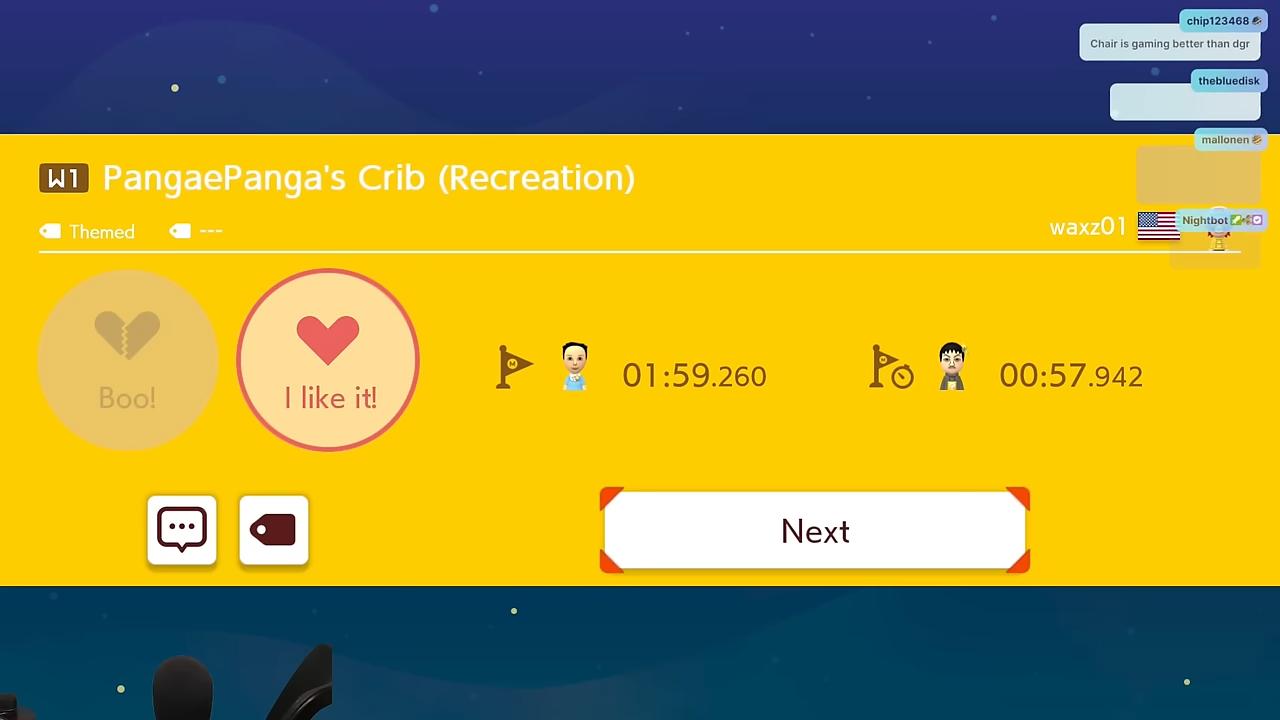 chip123468
Chair is gaming better than dgr
thebluedisk
mallonen
W1 PangaePanga's Crib (Recreation)
Themed ---
waxz01
Nightbot
Boo!
I like it!
M
01:59.260
M
00:57.942
Next